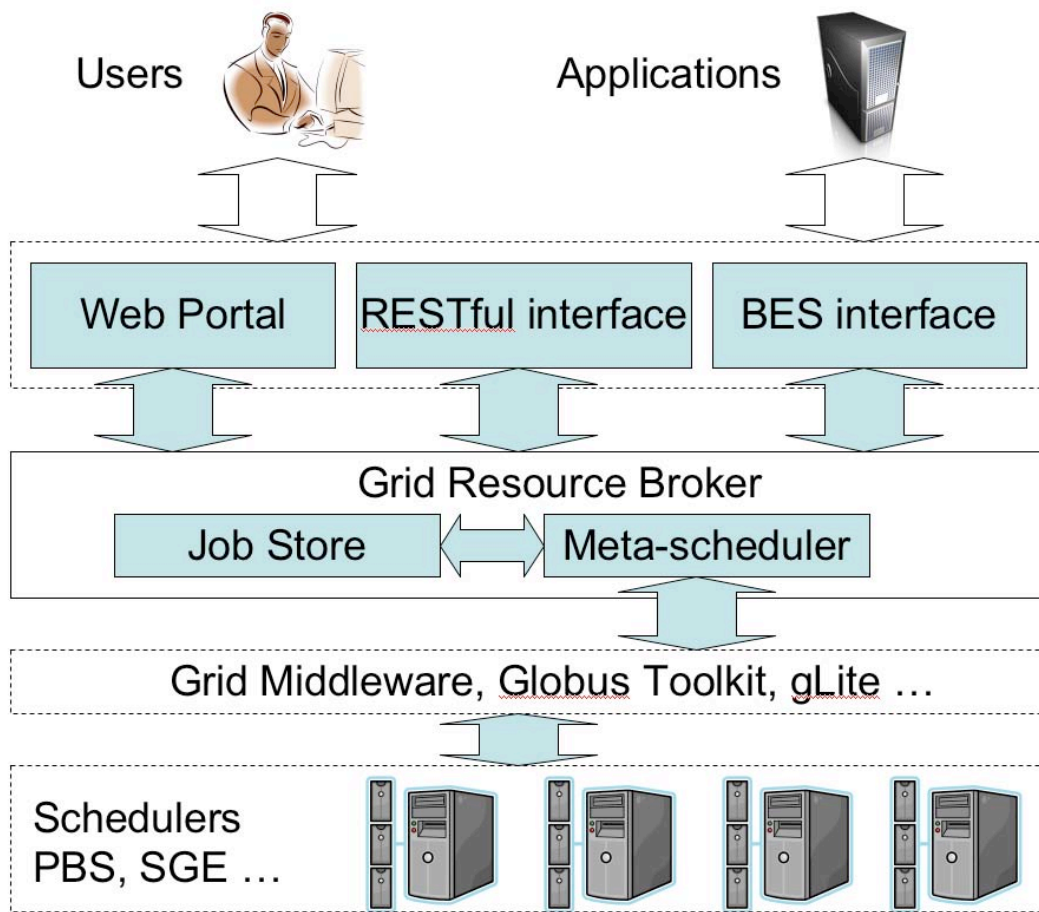 Users
Applications
Web Portal
RESTful interface
BES interface
Grid Resource Broker
Job Store
Meta-scheduler
Grid Middleware, Globus Toolkit, gLite …
Schedulers
PBS, SGE …